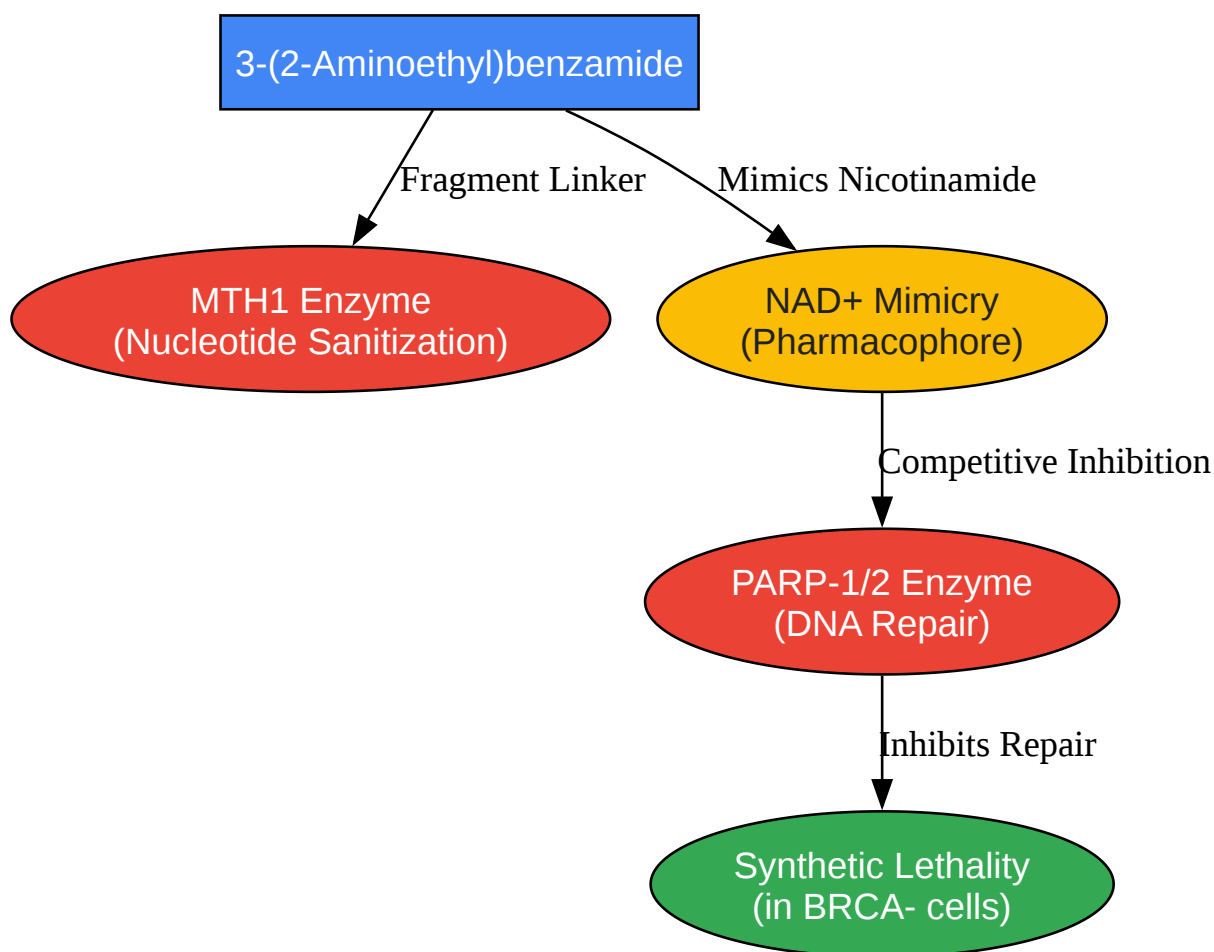 3-(2-Aminoethyl)benzamide
Fragment Linker
Mimics Nicotinamide
MTH1 Enzyme
(Nucleotide Sanitization)
NAD+ Mimicry
(Pharmacophore)
Competitive Inhibition
PARP-1/2 Enzyme
(DNA Repair)
Inhibits Repair
Synthetic Lethality
(in BRCA- cells)